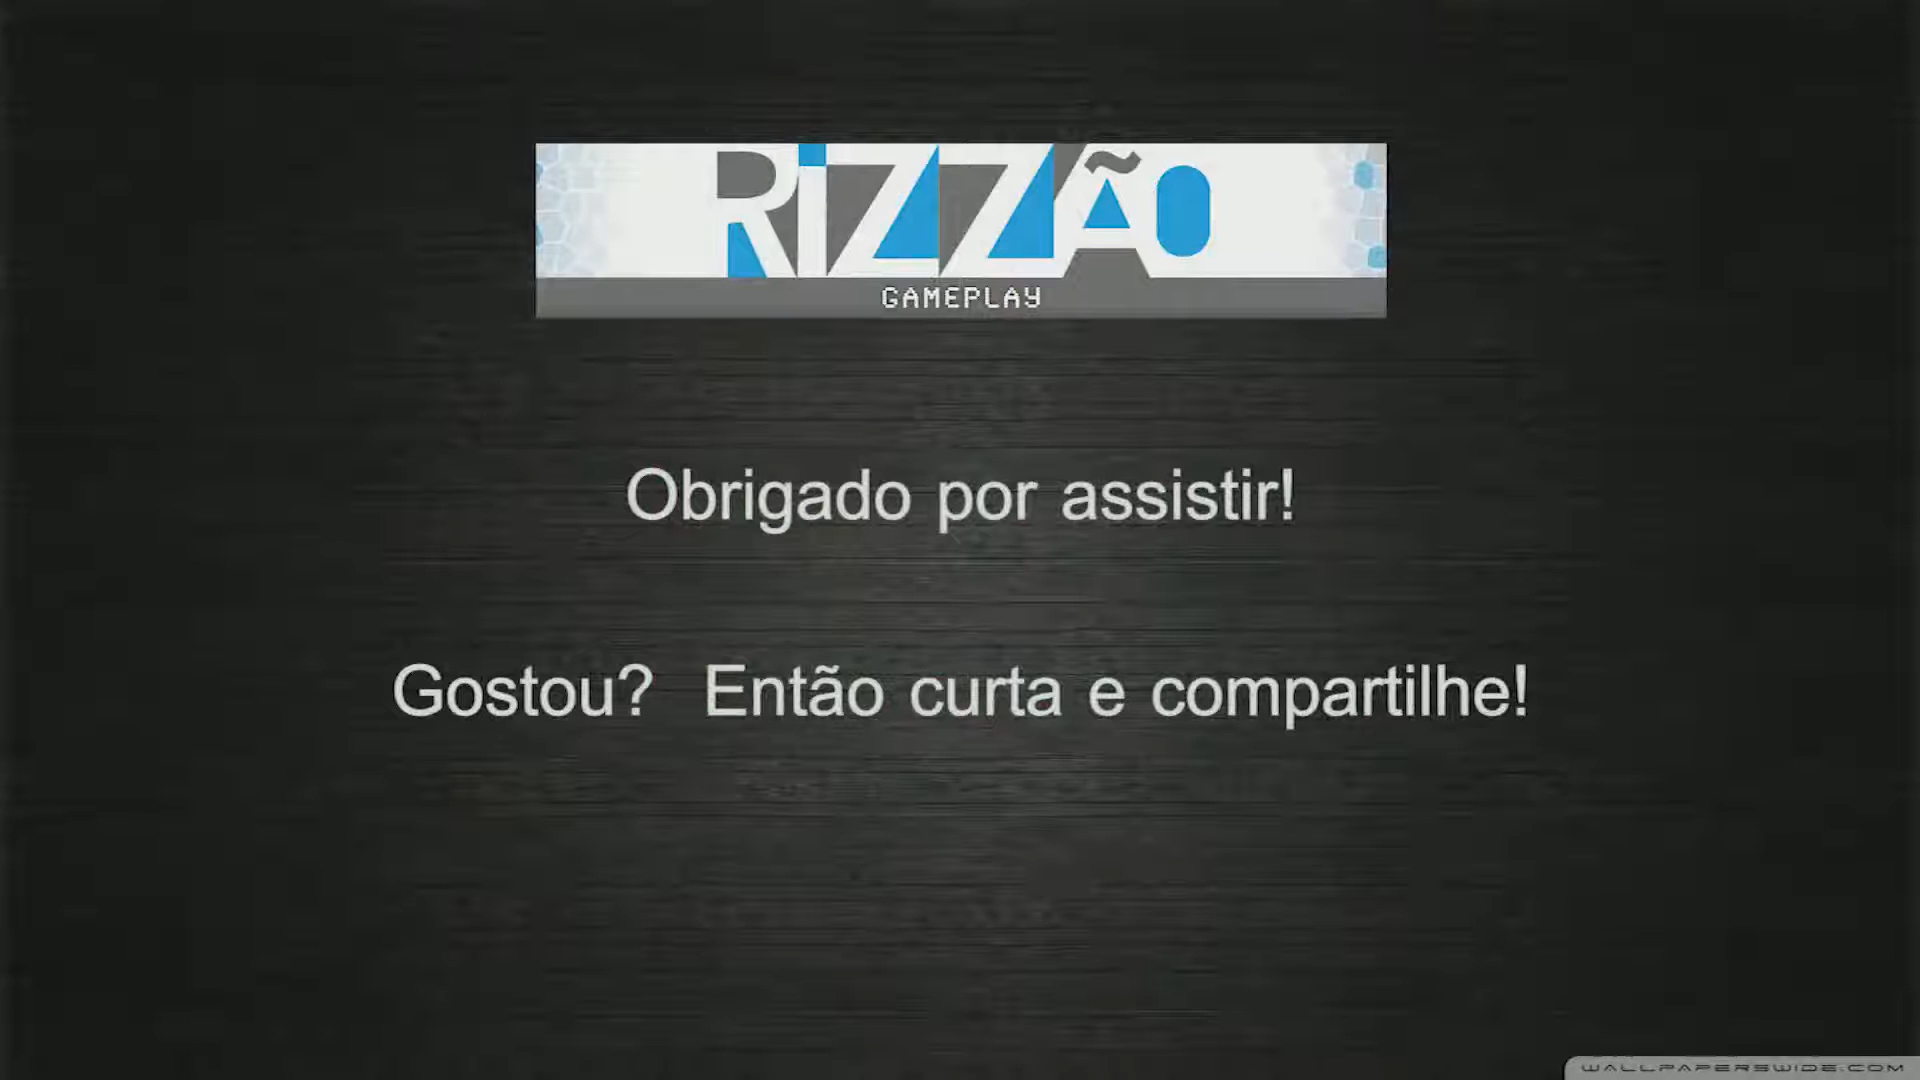 RiZZÃO
GAMEPLAY
Obrigado por assistir!
Gostou? Então curta e compartilhe!
WALLPAPERSWIDE.COM